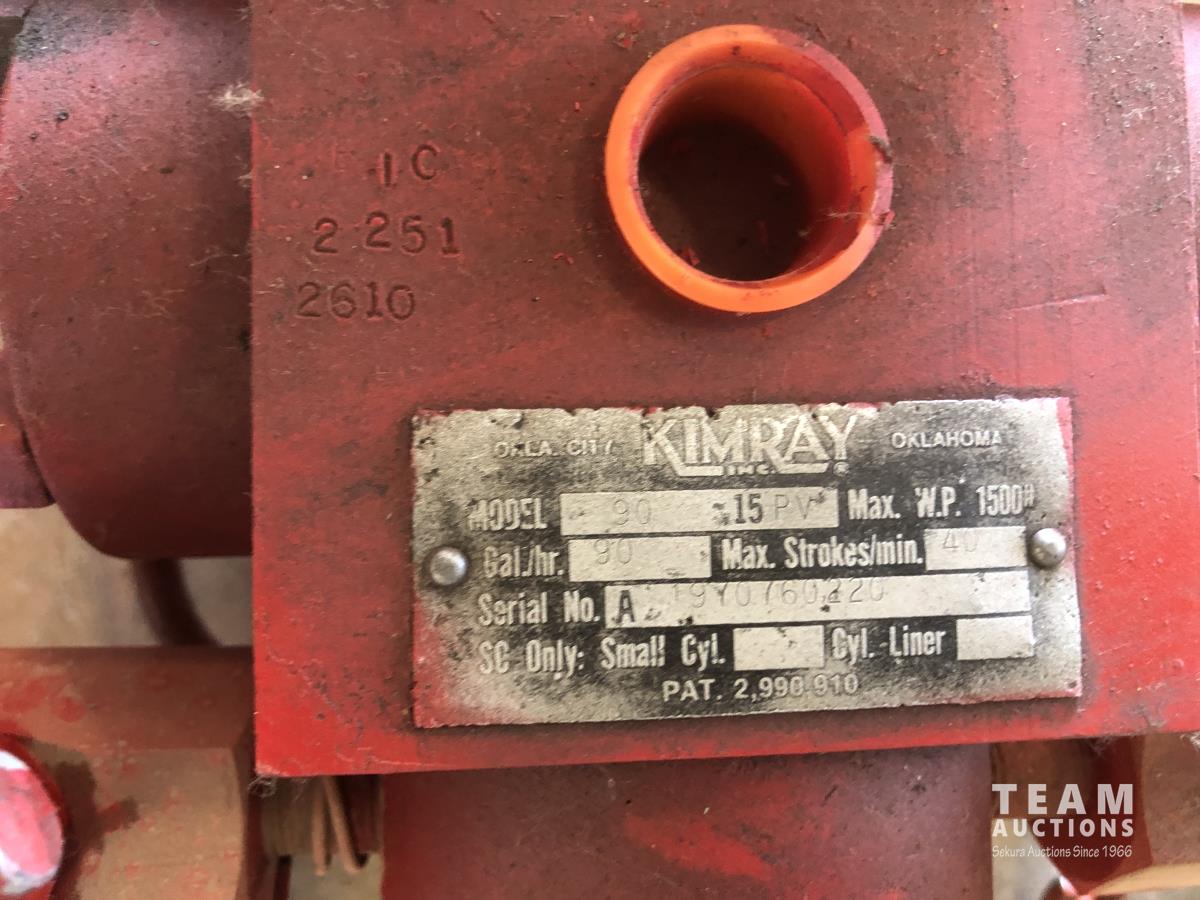 1C
2 251
2610
OKLA. CITY KIMRAY INC. ® OKLAHOMA
MODEL 90 15 PV Max. W.P. 1500#
Gal./hr. 90 Max. Strokes/min. 40
Serial No. A
SC Only: Small Cyl. Cyl. Liner
PAT. 2,990,910
TEAM
AUCTIONS
Sekura Auctions Since 1966